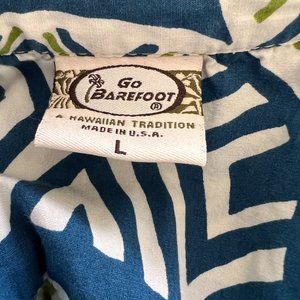 Go
BAREFOOT
®
A HAWAIIAN TRADITION
MADE IN U.S.A.
L